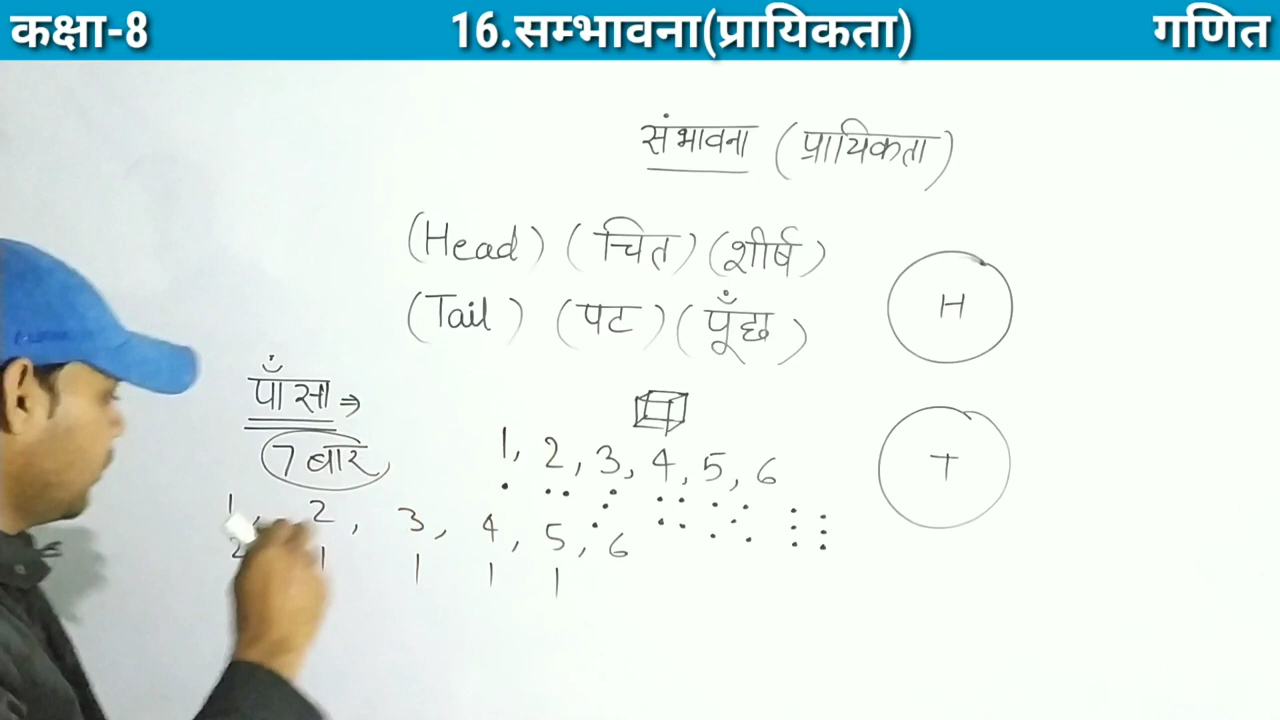 कक्षा-8 16.सम्भावना(प्रायिकता) गणित
संभावना (प्रायिकता)
(Head) (चित) (शीर्ष)
(Tail) (पट) (पूँछ)
H
T
पाँसा ⇒
7 बार
1, 2, 3, 4, 5, 6
1, 2, 3, 4, 5, 6
2 1 1 1 1